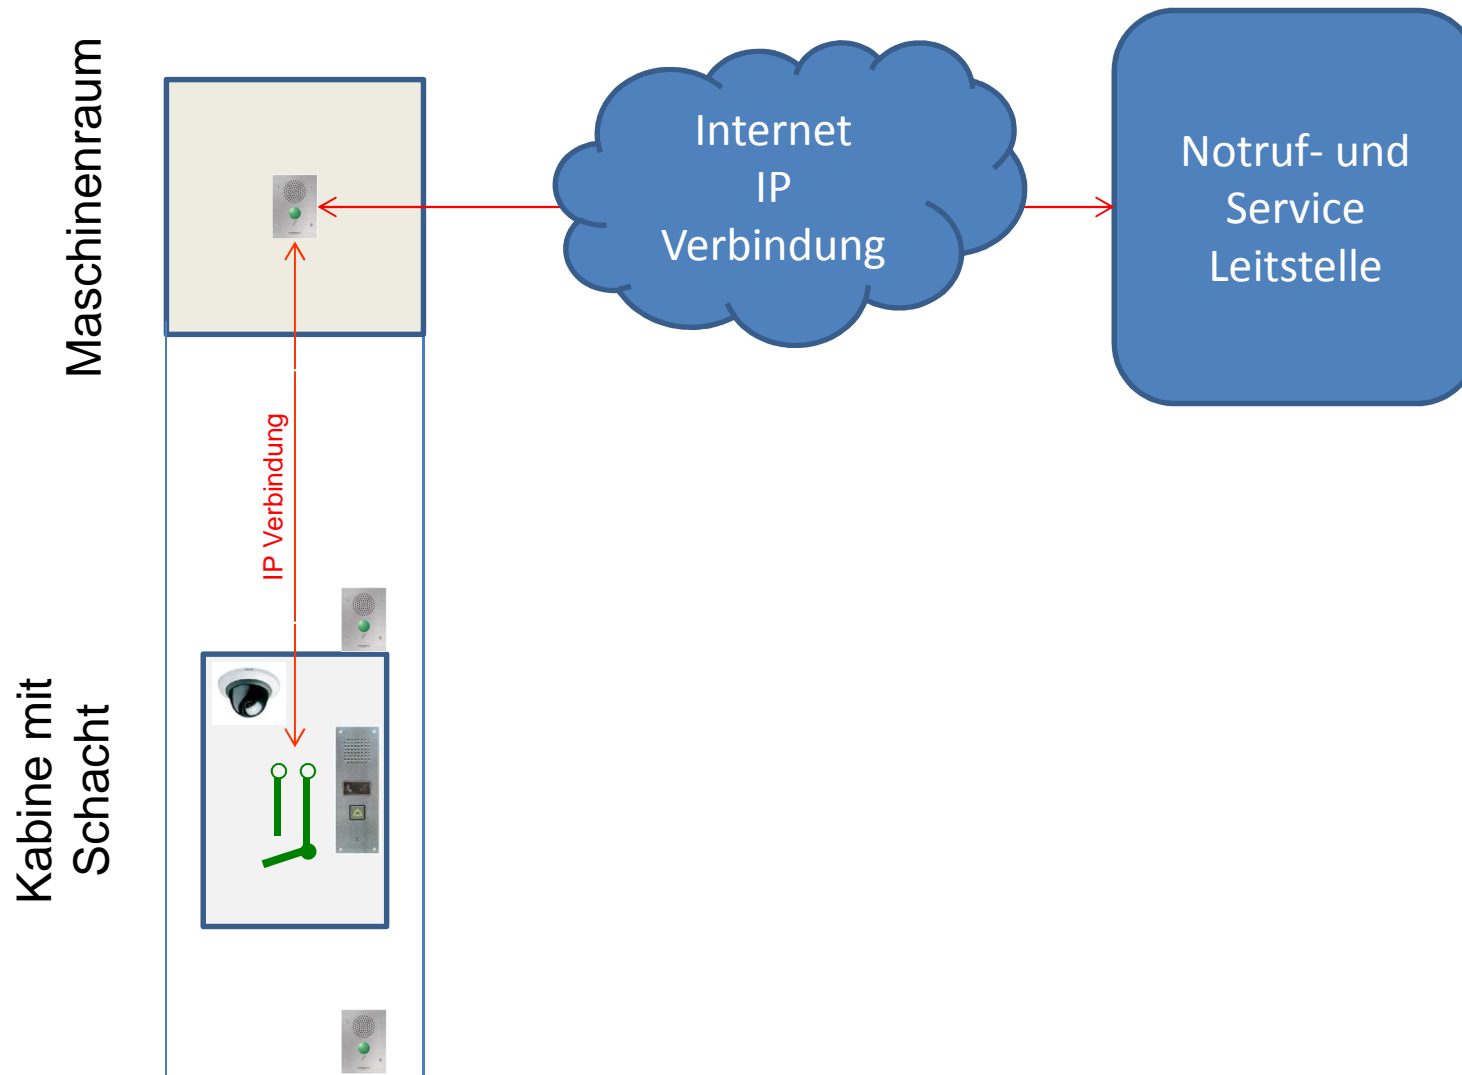 Maschinenraum
Internet
IP
Verbindung
Notruf- und
Service
Leitstelle
IP Verbindung
Kabine mit
Schacht